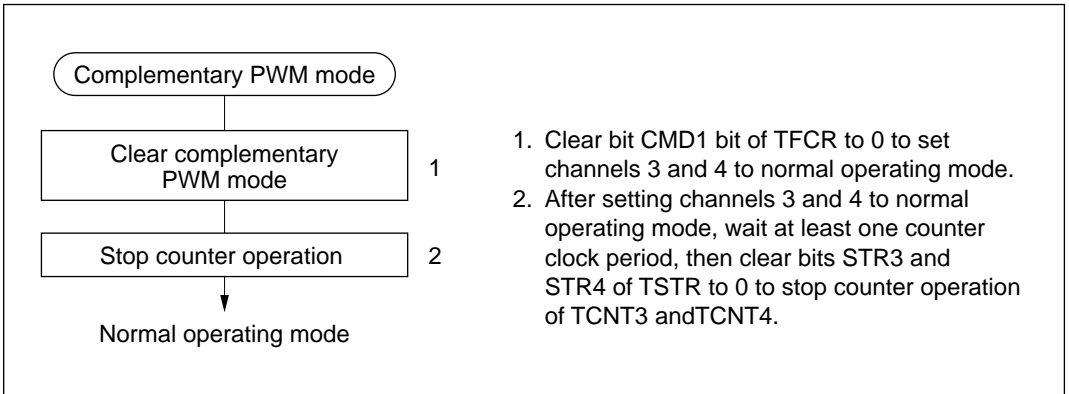 Complementary PWM mode
Clear complementary
PWM mode
1
Stop counter operation
2
Normal operating mode
1. Clear bit CMD1 bit of TFCR to 0 to set
channels 3 and 4 to normal operating mode.
2. After setting channels 3 and 4 to normal
operating mode, wait at least one counter
clock period, then clear bits STR3 and
STR4 of TSTR to 0 to stop counter operation
of TCNT3 andTCNT4.